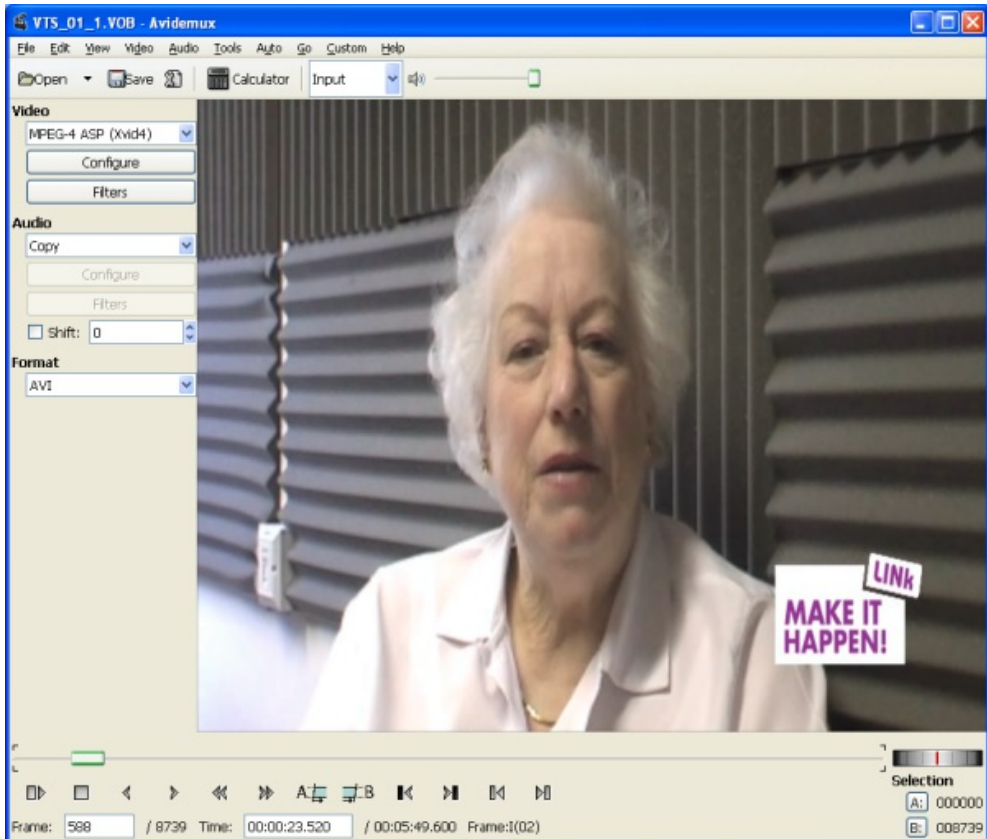 VTS_01_1.VOB - Avidemux
File Edit View Video Audio Tools Auto Go Custom Help
Open Save Calculator Input
Video
MPEG-4 ASP (Xvid4)
Configure
Filters
Audio
Copy
Configure
Filters
Shift: 0
Format
AVI
LINk
MAKE IT
HAPPEN!
A B
Selection
A: 000000
Frame: 588 / 8739 Time: 00:00:23.520 / 00:05:49.600 Frame:I(02)
B: 008739